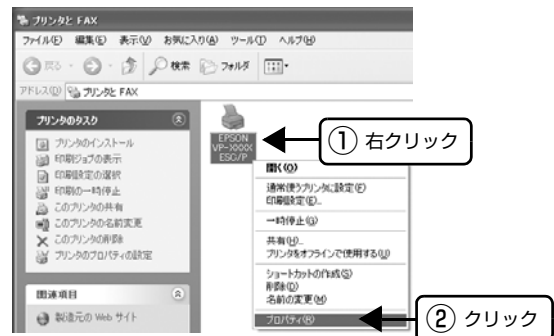 プリンタと FAX
ファイル(F) 編集(E) 表示(V) お気に入り(A) ツール(T) ヘルプ(H)
戻る 検索 フォルダ
アドレス(D) プリンタと FAX
プリンタのタスク
プリンタのインストール
印刷ジョブの表示
印刷設定の選択
印刷の一時停止
このプリンタの共有
このプリンタの名前変更
このプリンタの削除
プリンタのプロパティの設定
関連項目
製造元の Web サイト
EPSON
VP-XXXX
ESC/P
① 右クリック
開く(O)
通常使うプリンタに設定(F)
印刷設定(E)...
一時停止(G)
共有(H)...
プリンタをオフラインで使用する(U)
ショートカットの作成(S)
削除(D)
名前の変更(M)
プロパティ(R)
② クリック